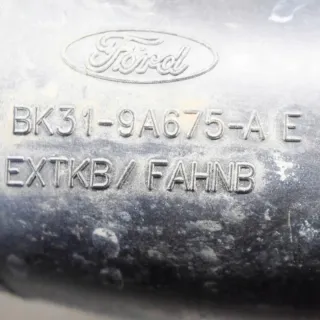 Ford
BK31-9A675-A E
EXTKB/ FAHNB